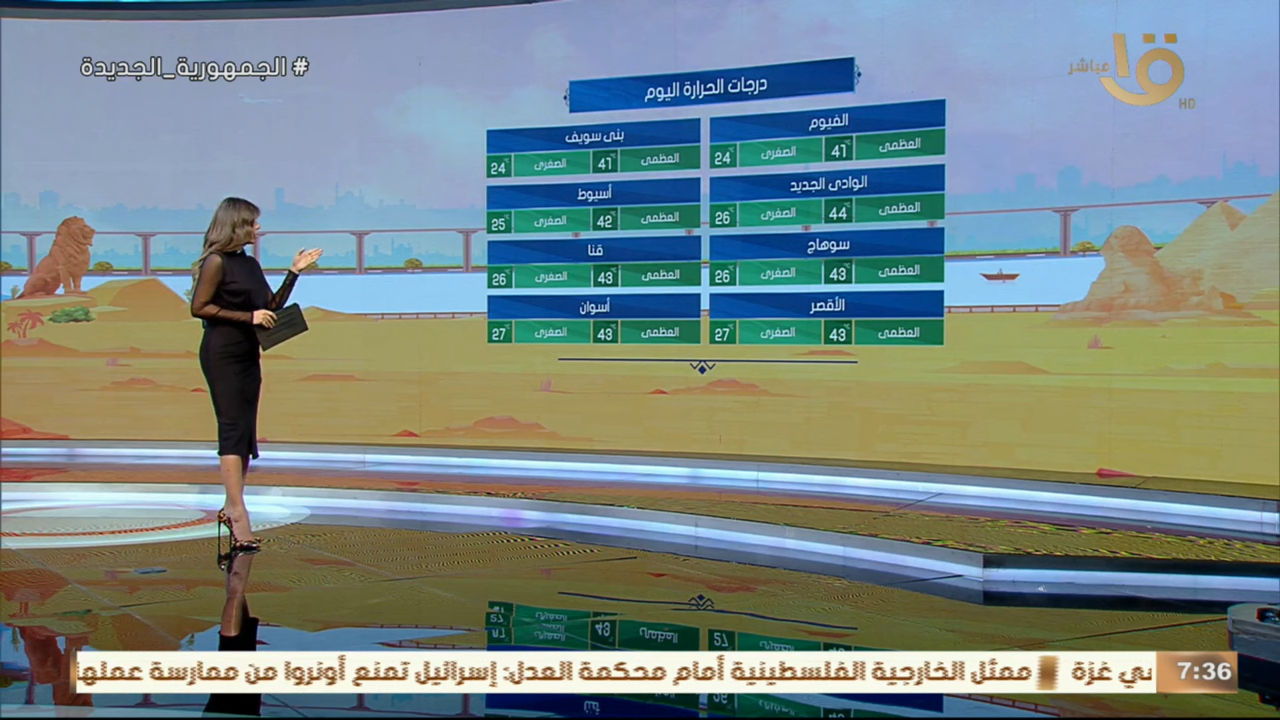 #الجمهورية_الجديدة
مباشر
HD
درجات الحرارة اليوم
الفيوم
العظمى 41°c الصغرى 24°c
بنى سويف
العظمى 41°c الصغرى 24°c
الوادى الجديد
العظمى 44°c الصغرى 26°c
أسيوط
العظمى 42°c الصغرى 25°c
سوهاج
العظمى 43°c الصغرى 26°c
قنا
العظمى 43°c الصغرى 26°c
الأقصر
العظمى 43°c الصغرى 27°c
أسوان
العظمى 43°c الصغرى 27°c
7:36
ي غزة ممثل الخارجية الفلسطينية أمام محكمة العدل: إسرائيل تمنع أونروا من ممارسة عملها